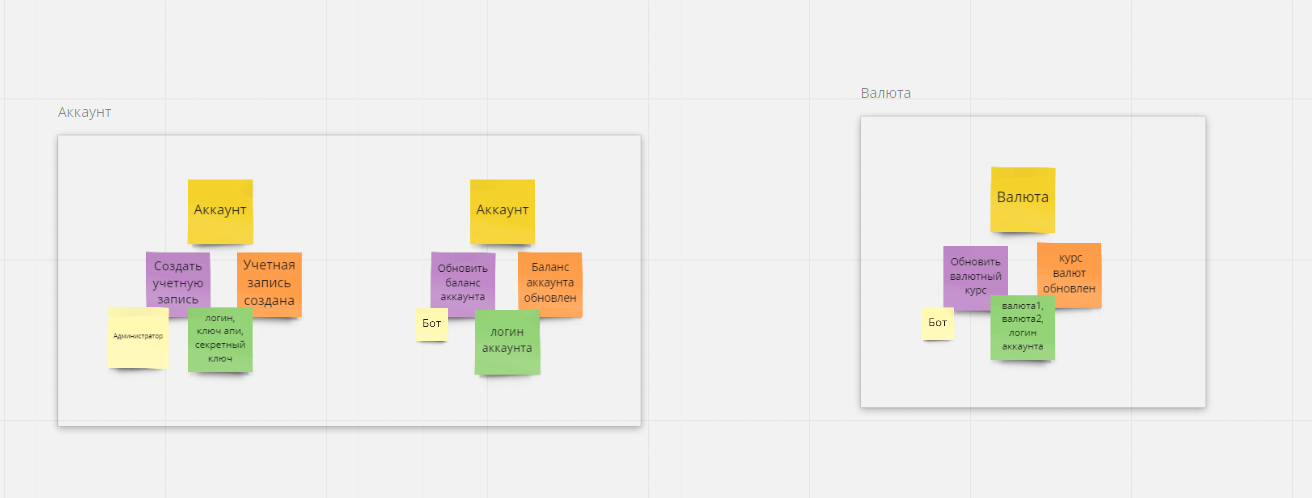 Аккаунт
Аккаунт
Создать
учетную
запись
Учетная
запись
создана
Администратор
логин,
ключ апи,
секретный
ключ
Аккаунт
Обновить
баланс
аккаунта
Баланс
аккаунта
обновлен
Бот
логин
аккаунта
Валюта
Валюта
Обновить
валютный
курс
курс
валют
обновлен
Бот
валюта1,
валюта2,
логин
аккаунта